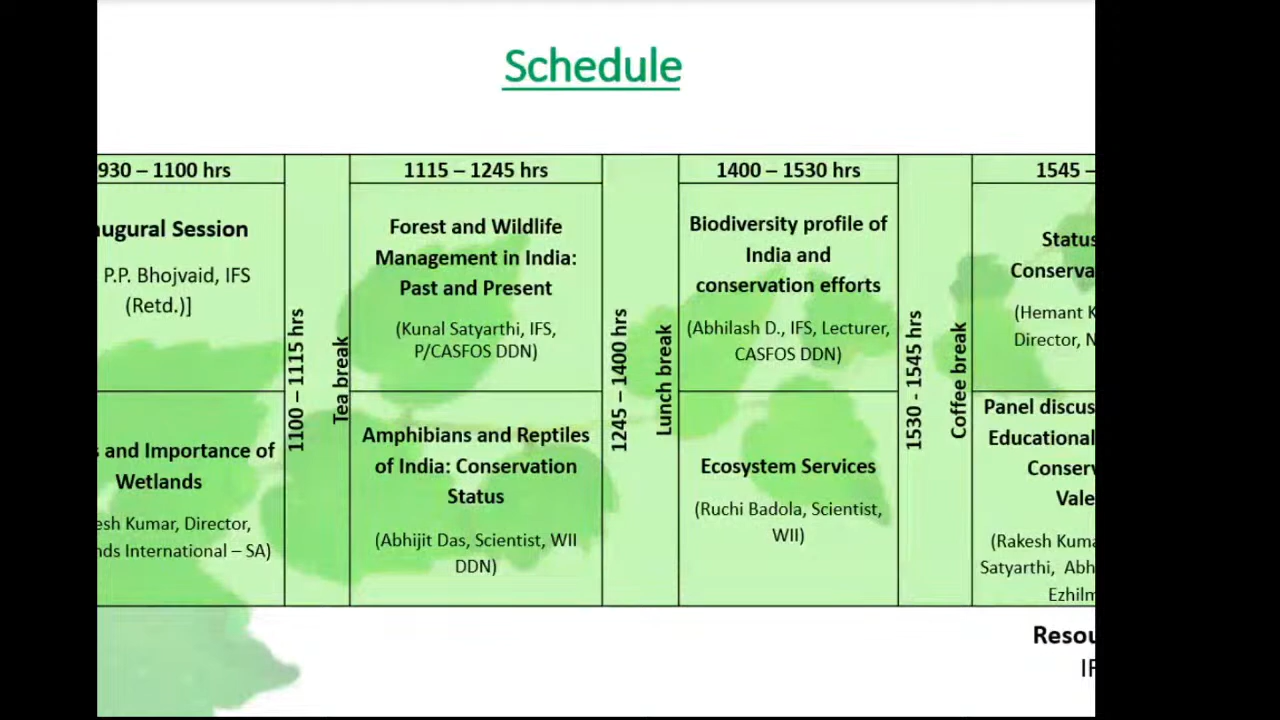 Schedule
930 – 1100 hrs
1115 – 1245 hrs
1400 – 1530 hrs
1545 –
augural Session
P.P. Bhojvaid, IFS
(Retd.)]
1100 – 1115 hrs
Tea break
Forest and Wildlife
Management in India:
Past and Present
(Kunal Satyarthi, IFS,
P/CASFOS DDN)
1245 – 1400 hrs
Lunch break
Biodiversity profile of
India and
conservation efforts
(Abhilash D., IFS, Lecturer,
CASFOS DDN)
1530 - 1545 hrs
Coffee break
Status
Conserva
(Hemant K
Director, N
s and Importance of
Wetlands
esh Kumar, Director,
nds International – SA)
Amphibians and Reptiles
of India: Conservation
Status
(Abhijit Das, Scientist, WII
DDN)
Ecosystem Services
(Ruchi Badola, Scientist,
WII)
Panel discus
Educational
Conserv
Vale
(Rakesh Kuma
Satyarthi, Abh
Ezhilm
Resou
IF